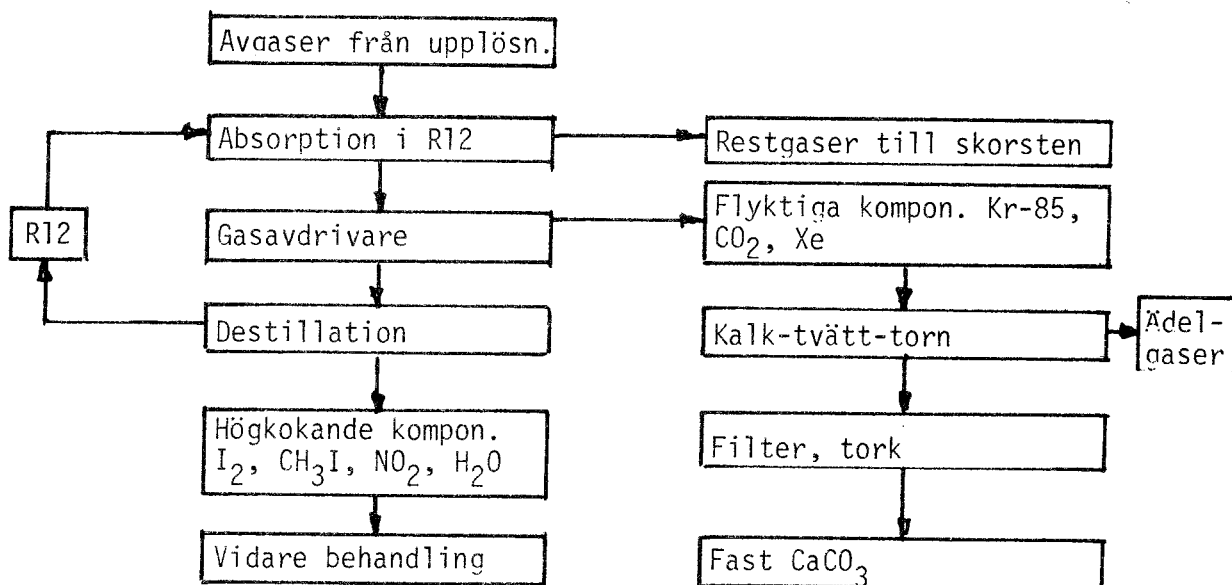 Avgaser från upplösn.
Absorption i R12
Restgaser till skorsten
R12
Gasavdrivare
Flyktiga kompon. Kr-85,
CO₂, Xe
Destillation
Kalk-tvätt-torn
Ädel-
gaser
Högkokande kompon.
I₂, CH₃I, NO₂, H₂O
Filter, tork
Vidare behandling
Fast CaCO₃